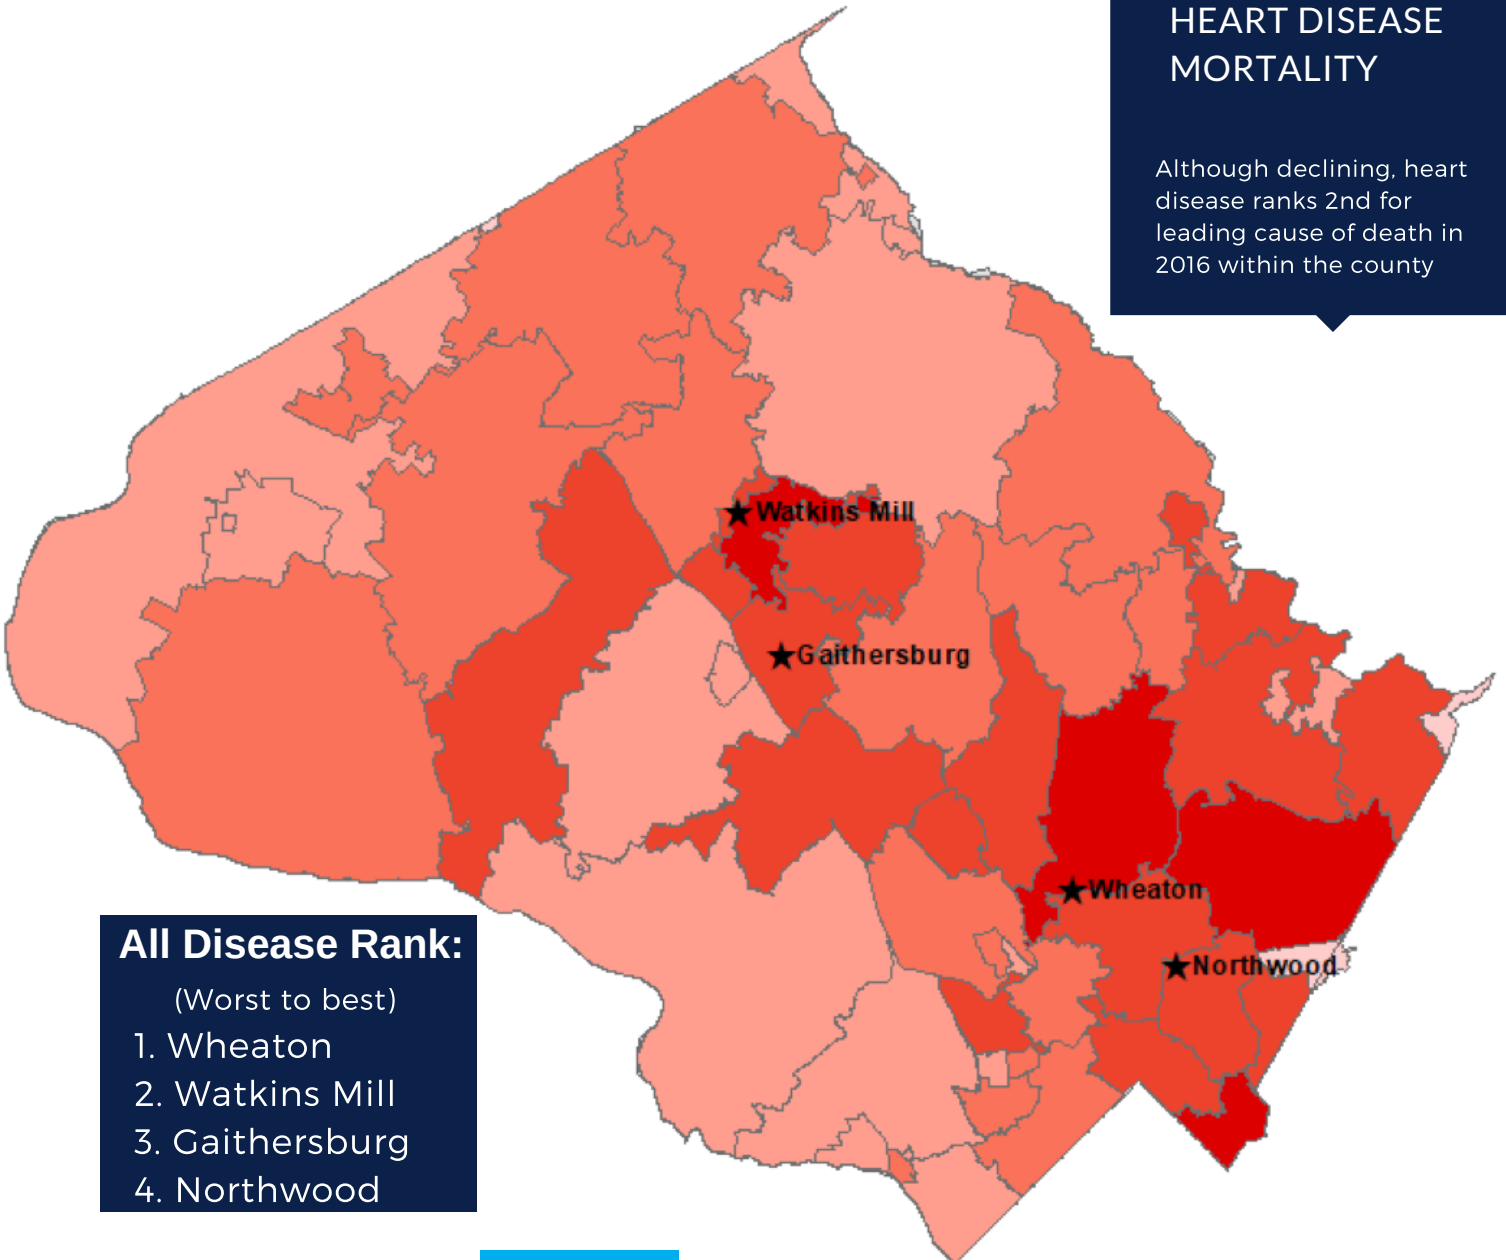 HEART DISEASE
MORTALITY
Although declining, heart
disease ranks 2nd for
leading cause of death in
2016 within the county
Watkins Mill
Gaithersburg
Wheaton
Northwood
All Disease Rank:
(Worst to best)
1. Wheaton
2. Watkins Mill
3. Gaithersburg
4. Northwood